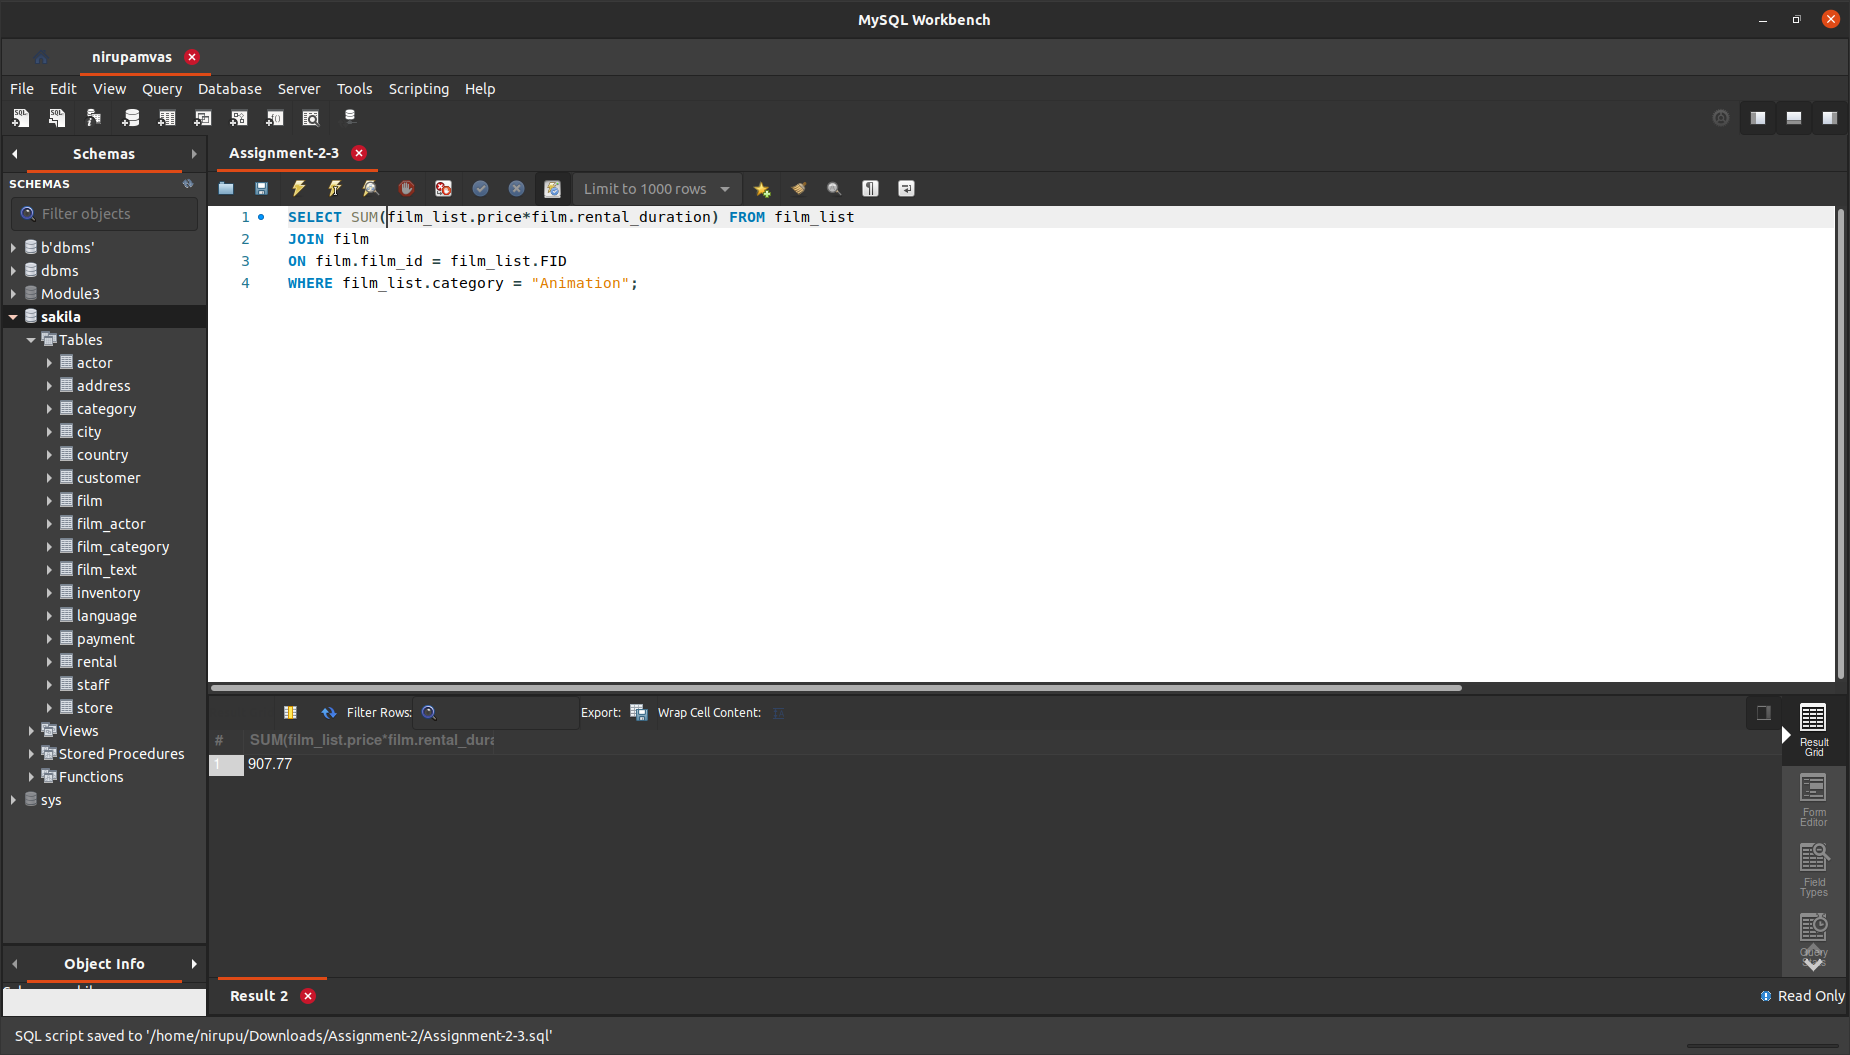 MySQL Workbench
nirupamvas
File Edit View Query Database Server Tools Scripting Help
Schemas
SCHEMAS
Filter objects
b'dbms'
dbms
Module3
sakila
Tables
actor
address
category
city
country
customer
film
film_actor
film_category
film_text
inventory
language
payment
rental
staff
store
Views
Stored Procedures
Functions
sys
Object Info
Assignment-2-3
Limit to 1000 rows
1 SELECT SUM(film_list.price*film.rental_duration) FROM film_list
2 JOIN film
3 ON film.film_id = film_list.FID
4 WHERE film_list.category = "Animation";
Filter Rows: Export: Wrap Cell Content:
# SUM(film_list.price*film.rental_dura
1 907.77
Result
Grid
Form
Editor
Field
Types
Query
Result 2
Read Only
SQL script saved to '/home/nirupu/Downloads/Assignment-2/Assignment-2-3.sql'